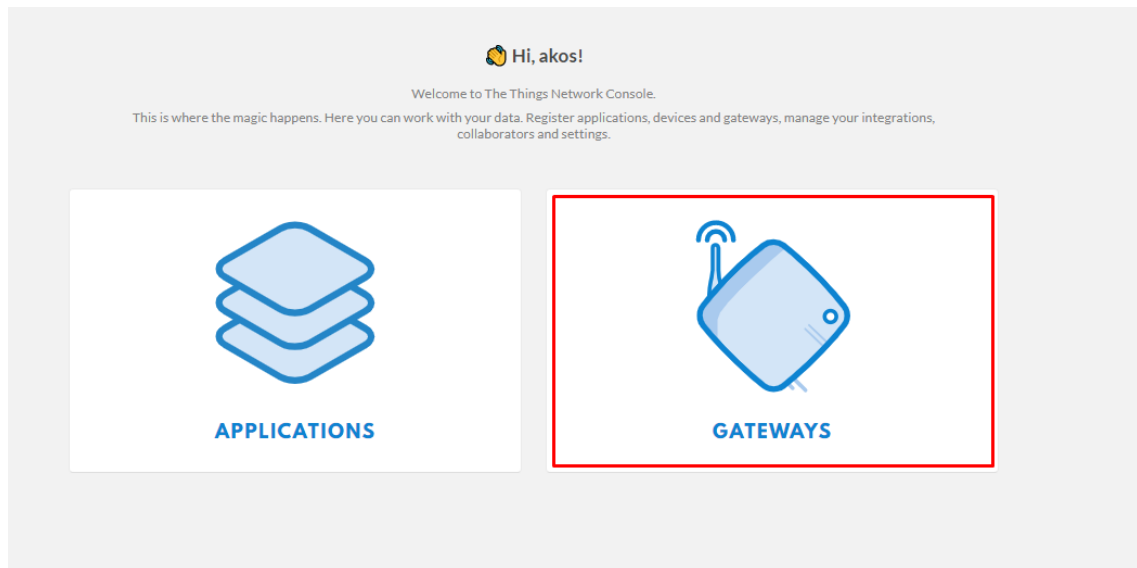 Hi, akos!
Welcome to The Things Network Console.
This is where the magic happens. Here you can work with your data. Register applications, devices and gateways, manage your integrations,
collaborators and settings.
APPLICATIONS
GATEWAYS